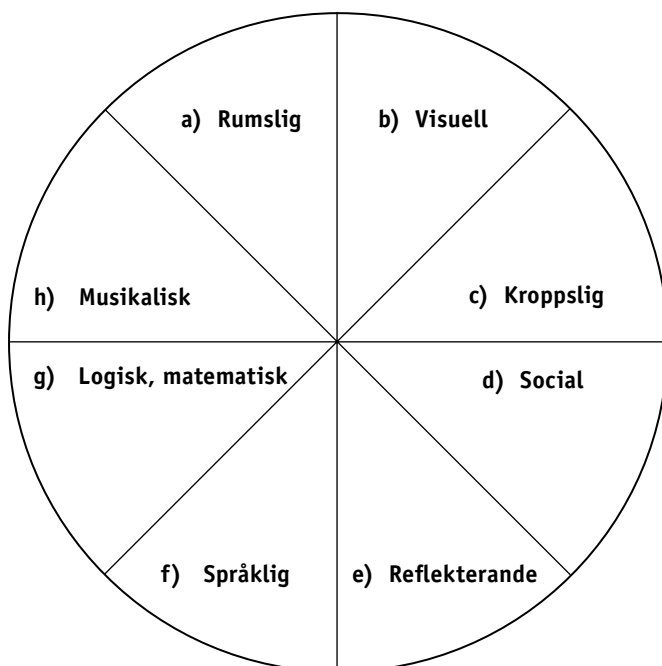 a) Rumslig
b) Visuell
c) Kroppslig
d) Social
e) Reflekterande
f) Språklig
g) Logisk, matematisk
h) Musikalisk